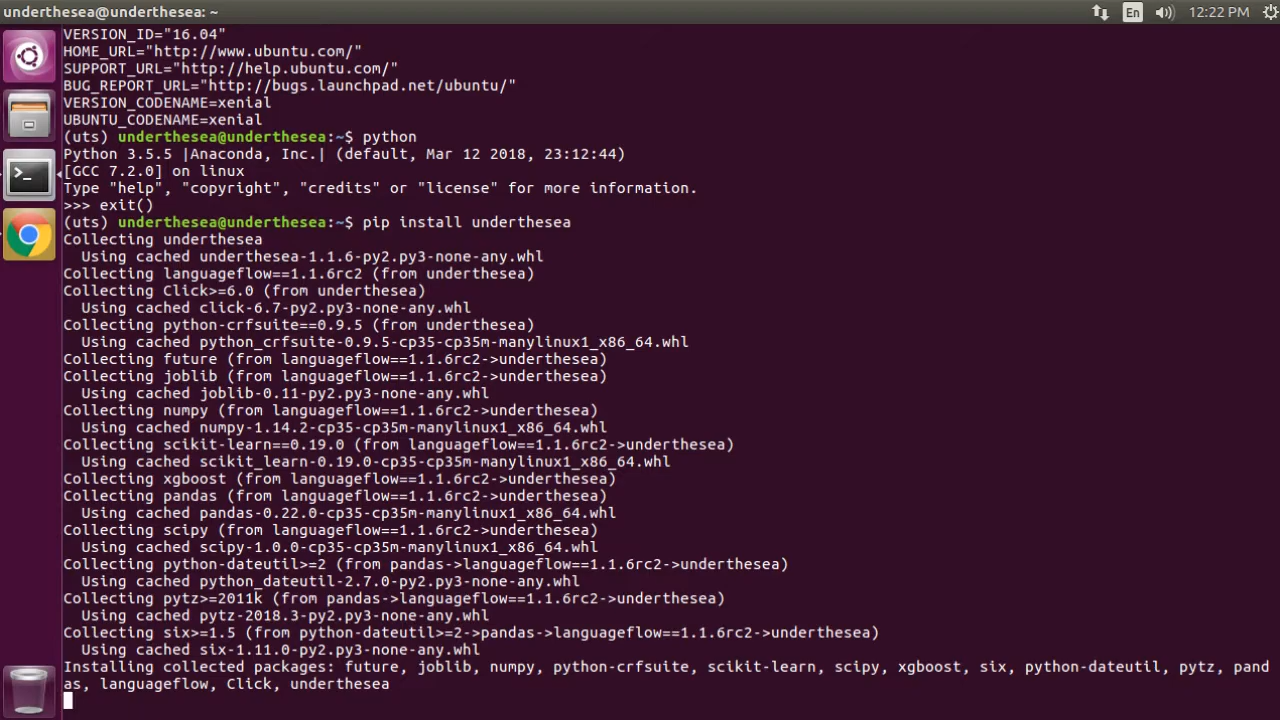 underthesea@underthesea: ~
En
12:22 PM
VERSION_ID="16.04"
HOME_URL="http://www.ubuntu.com/"
SUPPORT_URL="http://help.ubuntu.com/"
BUG_REPORT_URL="http://bugs.launchpad.net/ubuntu/"
VERSION_CODENAME=xenial
UBUNTU_CODENAME=xenial
(uts) underthesea@underthesea:~$ python
Python 3.5.5 |Anaconda, Inc.| (default, Mar 12 2018, 23:12:44)
[GCC 7.2.0] on linux
Type "help", "copyright", "credits" or "license" for more information.
>>> exit()
(uts) underthesea@underthesea:~$ pip install underthesea
Collecting underthesea
  Using cached underthesea-1.1.6-py2.py3-none-any.whl
Collecting languageflow==1.1.6rc2 (from underthesea)
Collecting Click>=6.0 (from underthesea)
  Using cached click-6.7-py2.py3-none-any.whl
Collecting python-crfsuite==0.9.5 (from underthesea)
  Using cached python_crfsuite-0.9.5-cp35-cp35m-manylinux1_x86_64.whl
Collecting future (from languageflow==1.1.6rc2->underthesea)
Collecting joblib (from languageflow==1.1.6rc2->underthesea)
  Using cached joblib-0.11-py2.py3-none-any.whl
Collecting numpy (from languageflow==1.1.6rc2->underthesea)
  Using cached numpy-1.14.2-cp35-cp35m-manylinux1_x86_64.whl
Collecting scikit-learn==0.19.0 (from languageflow==1.1.6rc2->underthesea)
  Using cached scikit_learn-0.19.0-cp35-cp35m-manylinux1_x86_64.whl
Collecting xgboost (from languageflow==1.1.6rc2->underthesea)
Collecting pandas (from languageflow==1.1.6rc2->underthesea)
  Using cached pandas-0.22.0-cp35-cp35m-manylinux1_x86_64.whl
Collecting scipy (from languageflow==1.1.6rc2->underthesea)
  Using cached scipy-1.0.0-cp35-cp35m-manylinux1_x86_64.whl
Collecting python-dateutil>=2 (from pandas->languageflow==1.1.6rc2->underthesea)
  Using cached python_dateutil-2.7.0-py2.py3-none-any.whl
Collecting pytz>=2011k (from pandas->languageflow==1.1.6rc2->underthesea)
  Using cached pytz-2018.3-py2.py3-none-any.whl
Collecting six>=1.5 (from python-dateutil>=2->pandas->languageflow==1.1.6rc2->underthesea)
  Using cached six-1.11.0-py2.py3-none-any.whl
Installing collected packages: future, joblib, numpy, python-crfsuite, scikit-learn, scipy, xgboost, six, python-dateutil, pytz, pand
as, languageflow, Click, underthesea